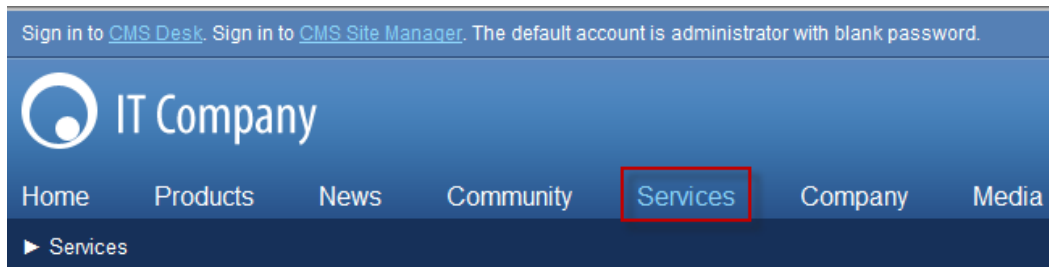 Sign in to CMS Desk. Sign in to CMS Site Manager. The default account is administrator with blank password.
IT Company
Home Products News Community Services Company Media
► Services